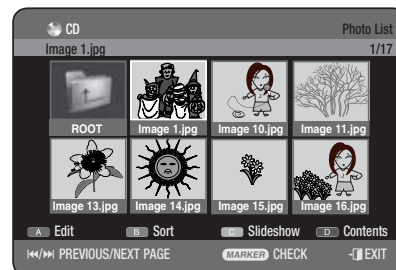 CD Photo List
Image 1.jpg 1/17
ROOT Image 1.jpg Image 10.jpg Image 11.jpg
Image 13.jpg Image 14.jpg Image 15.jpg Image 16.jpg
A Edit B Sort C Slideshow D Contents
PREVIOUS/NEXT PAGE MARKER CHECK EXIT